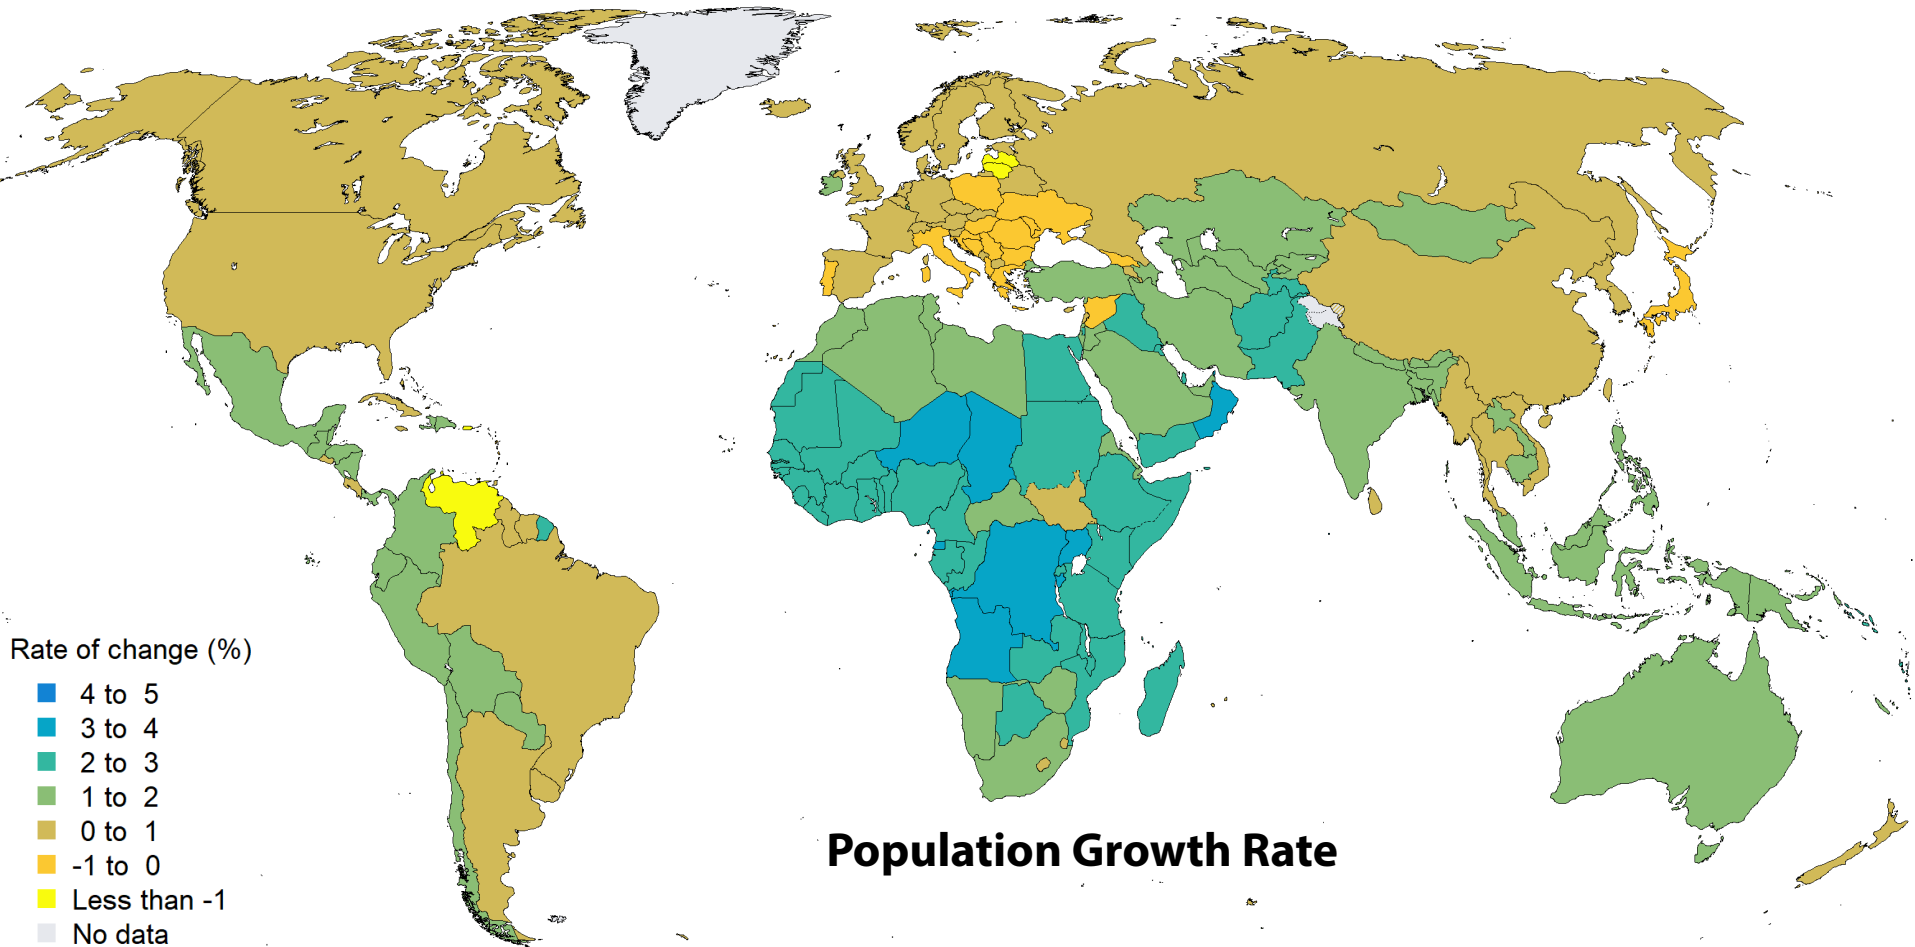 Rate of change (%)
4 to 5
3 to 4
2 to 3
1 to 2
0 to 1
-1 to 0
Less than -1
No data
Population Growth Rate